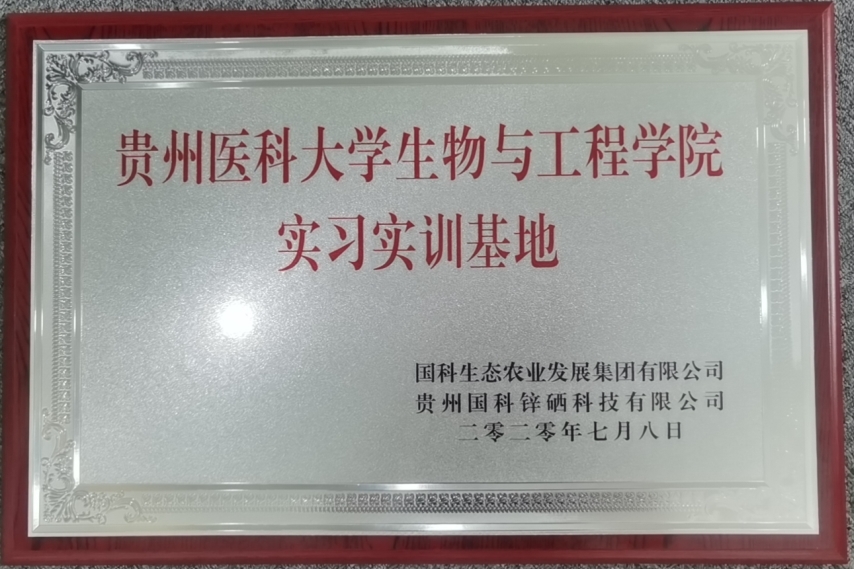 贵州医科大学生物与工程学院
实习实训基地
国科生态农业发展集团有限公司
贵州国科锌硒科技有限公司
二零二零年七月八日